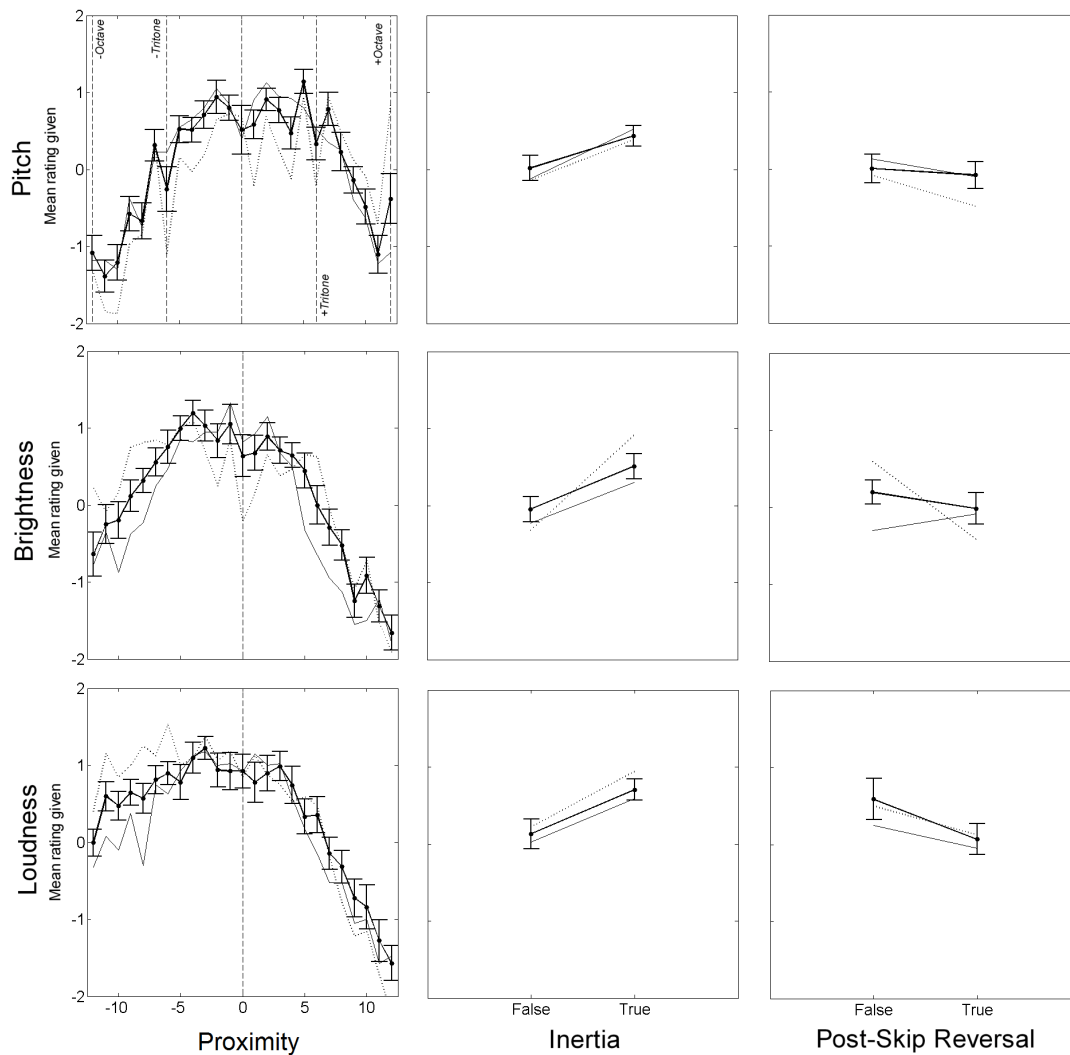 Pitch
Mean rating given
2
1
0
-1
-2
-Octave
-Tritone
+Tritone
+Octave
Brightness
Mean rating given
2
1
0
-1
-2
Loudness
Mean rating given
2
1
0
-1
-2
-10 -5 0 5 10
Proximity
False True
Inertia
False True
Post-Skip Reversal